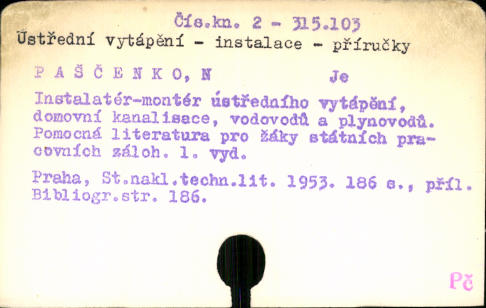 Čís.kn. 2 - 315.103
Ústřední vytápění - instalace - příručky
PAŠČENKO, N Je
Instalatér-montér ústředního vytápění,
domovní kanalisace, vodovodů a plynovodů.
Pomocná literatura pro žáky státních pra-
covních záloh. 1. vyd.
Praha, St.nakl.techn.lit. 1953. 186 s., příl.
Bibliogr.str. 186.
Pč